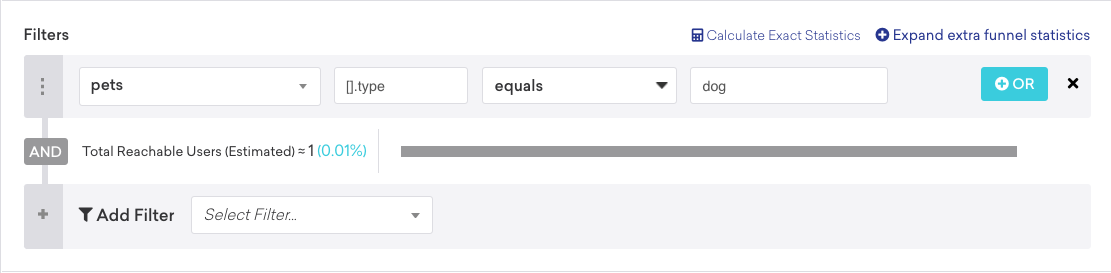 Filters
Calculate Exact Statistics
Expand extra funnel statistics
pets
[].type
equals
dog
OR
AND
Total Reachable Users (Estimated) ≈ 1 (0.01%)
Add Filter
Select Filter...